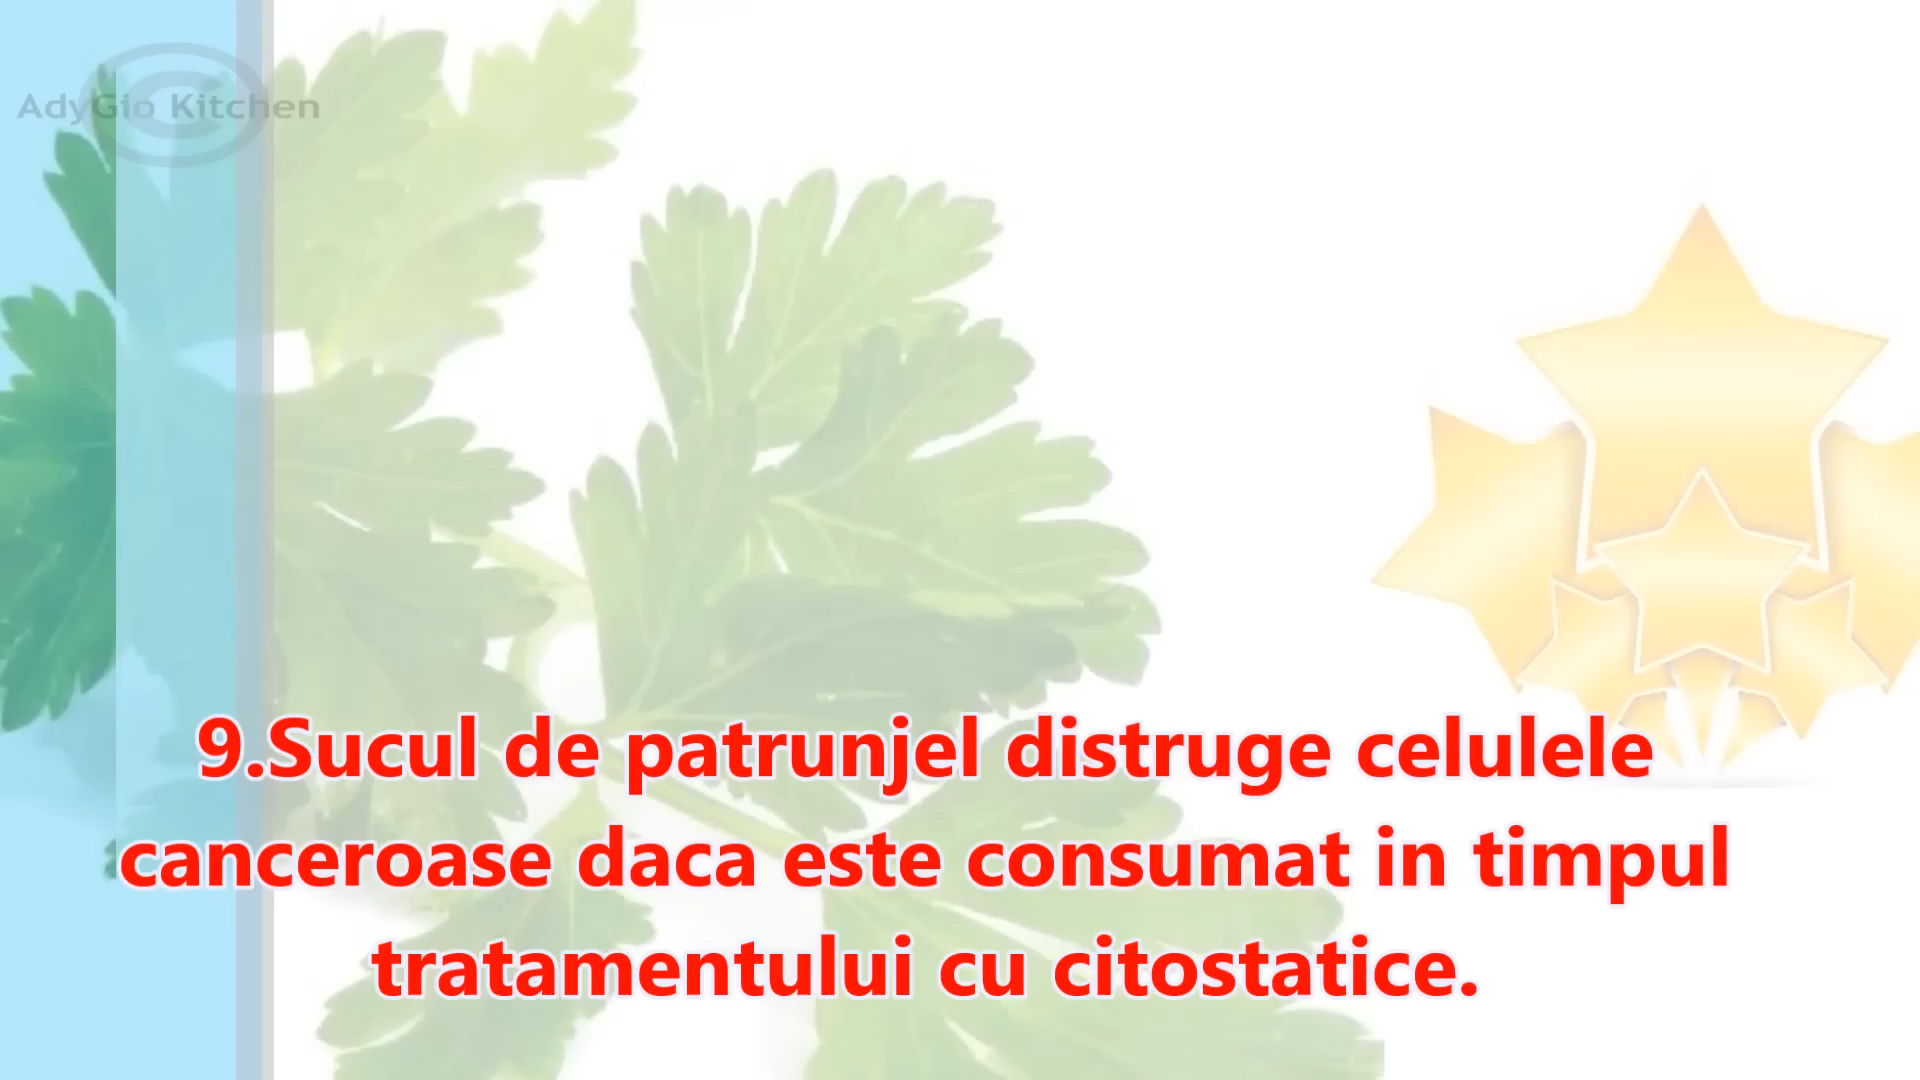 AdyGio Kitchen
9.Sucul de patrunjel distruge celulele
canceroase daca este consumat in timpul
tratamentului cu citostatice.